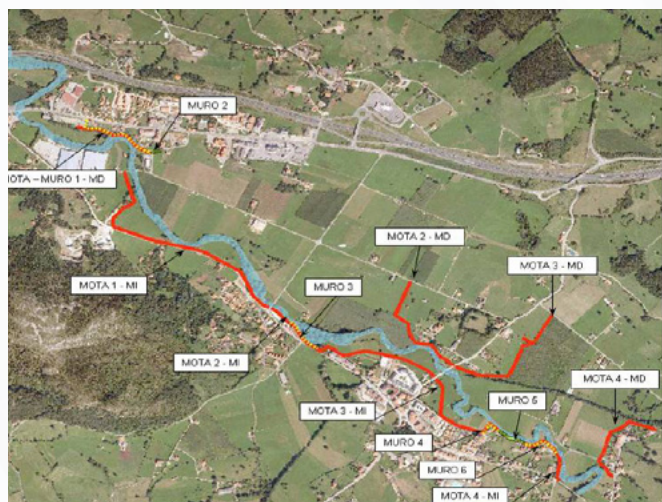 MURO 2
MOTA – MURO 1 - MD
MOTA 2 - MD
MOTA 3 - MD
MOTA 1 - MI
MURO 3
MOTA 2 - MI
MOTA 4 - MD
MURO 5
MOTA 3 - MI
MURO 4
MURO 6
MOTA 4 - MI